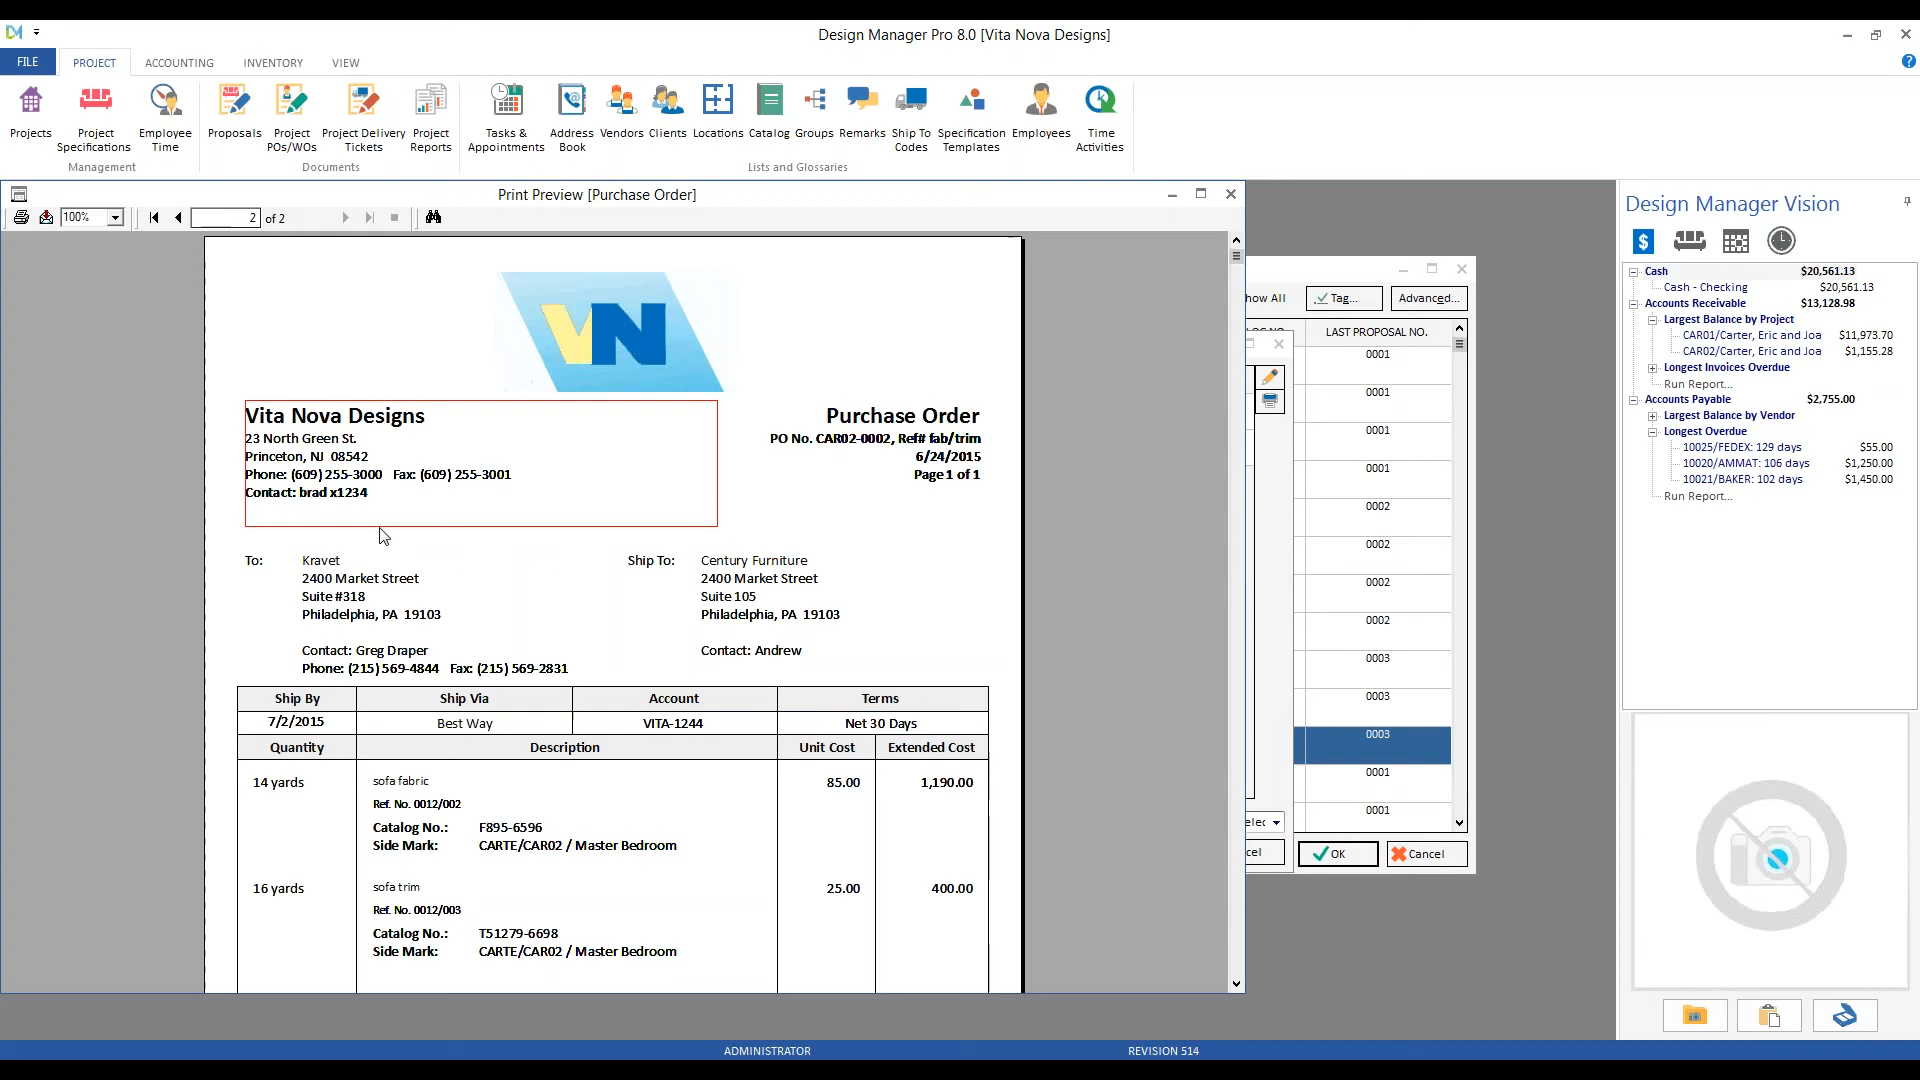 Design Manager Pro 8.0 [Vita Nova Designs]
FILE PROJECT ACCOUNTING INVENTORY VIEW
Projects
Project Specifications
Employee Time
Management
Proposals
Project POs/WOs
Project Delivery Tickets
Project Reports
Documents
Tasks & Appointments
Address Book
Vendors
Clients
Locations
Catalog
Groups
Remarks
Ship To Codes
Specification Templates
Employees
Time Activities
Lists and Glossaries
Print Preview [Purchase Order]
100% 2 of 2
VN
Vita Nova Designs
23 North Green St.
Princeton, NJ 08542
Phone: (609) 255-3000 Fax: (609) 255-3001
Contact: brad x1234
Purchase Order
PO No. CAR02-0002, Ref# fab/trim
6/24/2015
Page 1 of 1
To: Kravet
2400 Market Street
Suite #318
Philadelphia, PA 19103
Contact: Greg Draper
Phone: (215) 569-4844 Fax: (215) 569-2831
Ship To: Century Furniture
2400 Market Street
Suite 105
Philadelphia, PA 19103
Contact: Andrew
Ship By Ship Via Account Terms
7/2/2015 Best Way VITA-1244 Net 30 Days
Quantity Description Unit Cost Extended Cost
14 yards sofa fabric 85.00 1,190.00
Ref. No. 0012/002
Catalog No.: F895-6596
Side Mark: CARTE/CAR02 / Master Bedroom
16 yards sofa trim 25.00 400.00
Ref. No. 0012/003
Catalog No.: T51279-6698
Side Mark: CARTE/CAR02 / Master Bedroom
how All Tag... Advanced...
LAST PROPOSAL NO.
0001
0001
0001
0001
0002
0002
0002
0002
0003
0003
0003
0001
0001
elec
cel OK Cancel
Design Manager Vision
$
Cash $20,561.13
Cash - Checking $20,561.13
Accounts Receivable $13,128.98
Largest Balance by Project
CAR01/Carter, Eric and Joa $11,973.70
CAR02/Carter, Eric and Joa $1,155.28
Longest Invoices Overdue
Run Report...
Accounts Payable $2,755.00
Largest Balance by Vendor
Longest Overdue
10025/FEDEX: 129 days $55.00
10020/AMMAT: 106 days $1,250.00
10021/BAKER: 102 days $1,450.00
Run Report...
ADMINISTRATOR REVISION 514